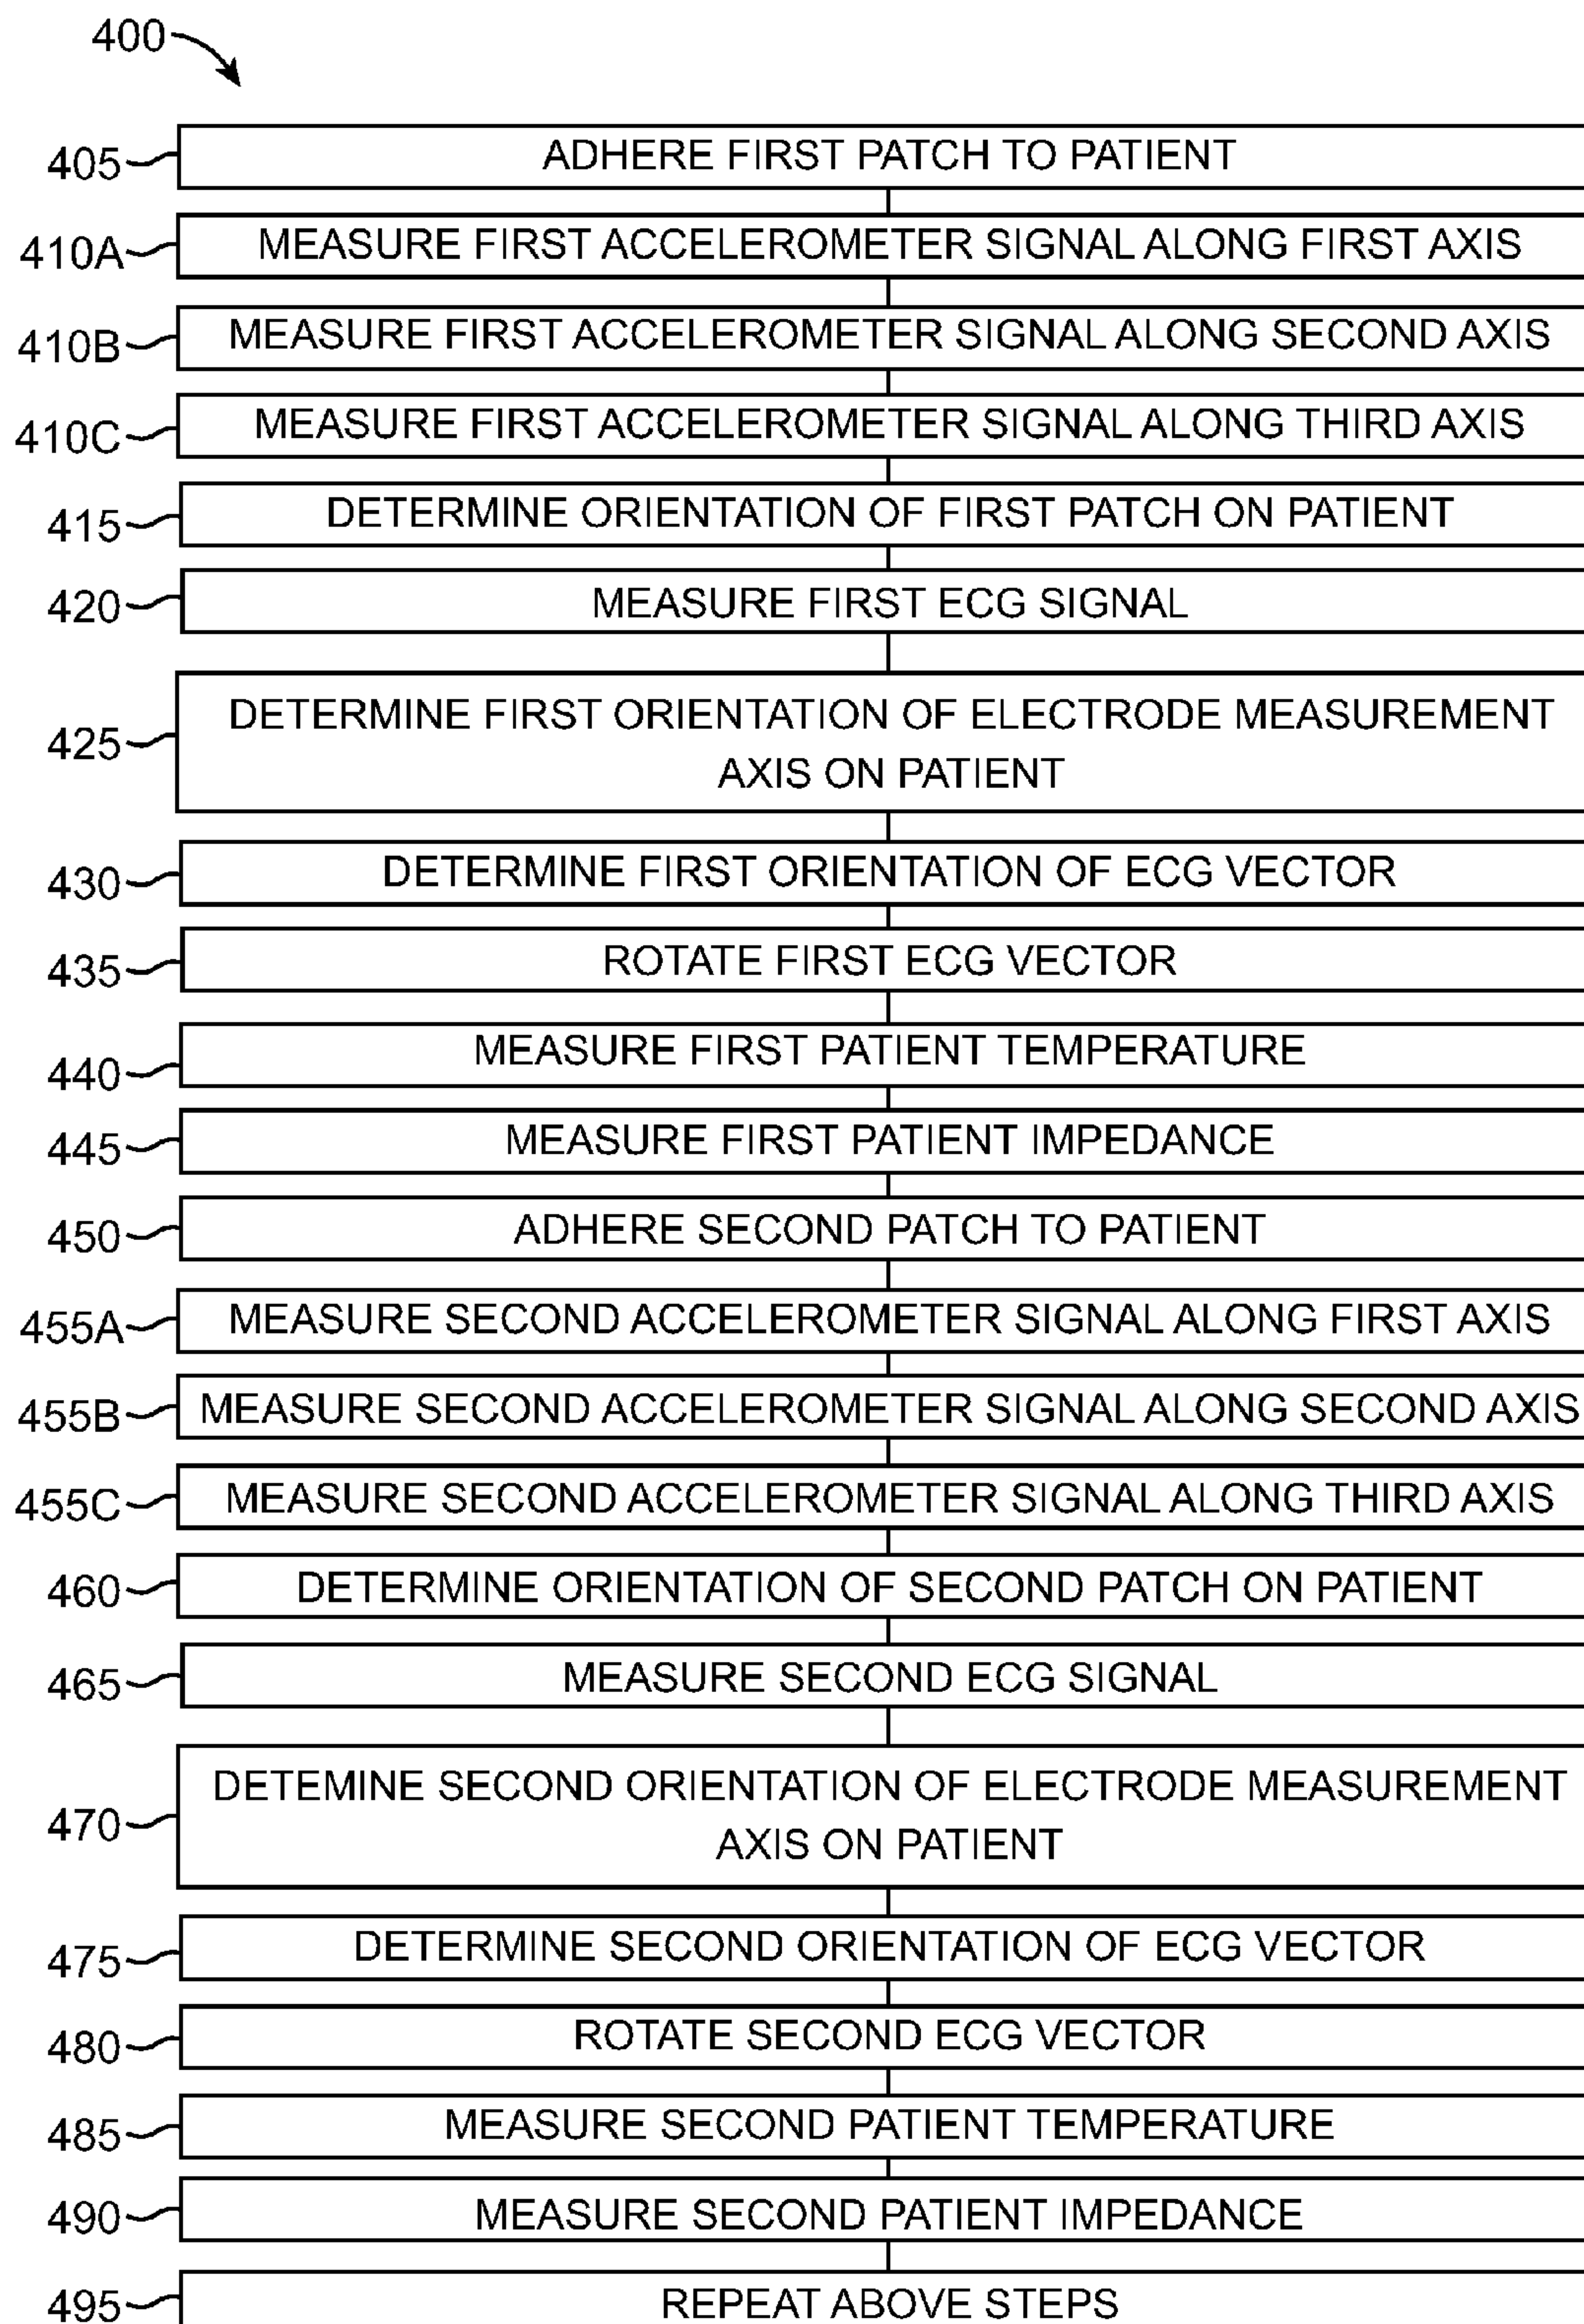 400
405 ADHERE FIRST PATCH TO PATIENT
410A MEASURE FIRST ACCELEROMETER SIGNAL ALONG FIRST AXIS
410B MEASURE FIRST ACCELEROMETER SIGNAL ALONG SECOND AXIS
410C MEASURE FIRST ACCELEROMETER SIGNAL ALONG THIRD AXIS
415 DETERMINE ORIENTATION OF FIRST PATCH ON PATIENT
420 MEASURE FIRST ECG SIGNAL
425 DETERMINE FIRST ORIENTATION OF ELECTRODE MEASUREMENT
AXIS ON PATIENT
430 DETERMINE FIRST ORIENTATION OF ECG VECTOR
435 ROTATE FIRST ECG VECTOR
440 MEASURE FIRST PATIENT TEMPERATURE
445 MEASURE FIRST PATIENT IMPEDANCE
450 ADHERE SECOND PATCH TO PATIENT
455A MEASURE SECOND ACCELEROMETER SIGNAL ALONG FIRST AXIS
455B MEASURE SECOND ACCELEROMETER SIGNAL ALONG SECOND AXIS
455C MEASURE SECOND ACCELEROMETER SIGNAL ALONG THIRD AXIS
460 DETERMINE ORIENTATION OF SECOND PATCH ON PATIENT
465 MEASURE SECOND ECG SIGNAL
470 DETEMINE SECOND ORIENTATION OF ELECTRODE MEASUREMENT
AXIS ON PATIENT
475 DETERMINE SECOND ORIENTATION OF ECG VECTOR
480 ROTATE SECOND ECG VECTOR
485 MEASURE SECOND PATIENT TEMPERATURE
490 MEASURE SECOND PATIENT IMPEDANCE
495 REPEAT ABOVE STEPS